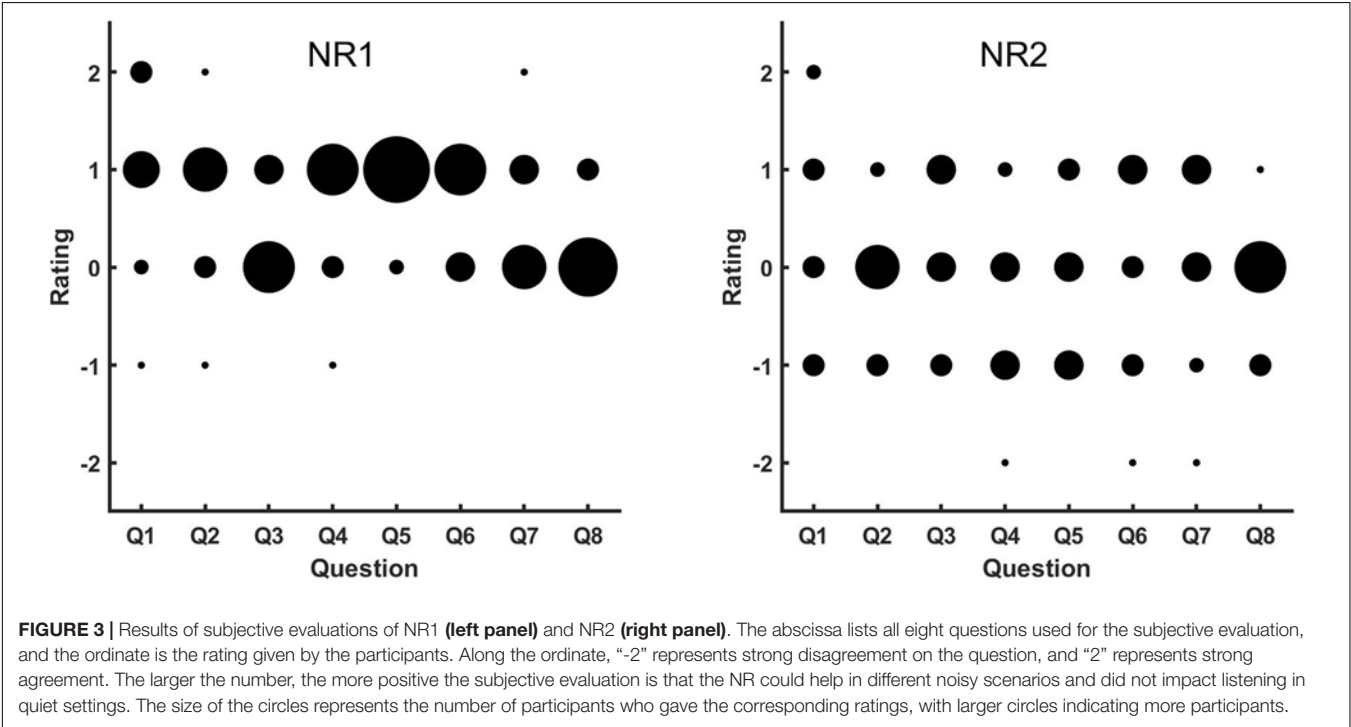 NR1
NR2
2
1
0
-1
-2
Rating
Q1 Q2 Q3 Q4 Q5 Q6 Q7 Q8
Question
2
1
0
-1
-2
Rating
Q1 Q2 Q3 Q4 Q5 Q6 Q7 Q8
Question
FIGURE 3 | Results of subjective evaluations of NR1 (left panel) and NR2 (right panel). The abscissa lists all eight questions used for the subjective evaluation,
and the ordinate is the rating given by the participants. Along the ordinate, “-2” represents strong disagreement on the question, and “2” represents strong
agreement. The larger the number, the more positive the subjective evaluation is that the NR could help in different noisy scenarios and did not impact listening in
quiet settings. The size of the circles represents the number of participants who gave the corresponding ratings, with larger circles indicating more participants.